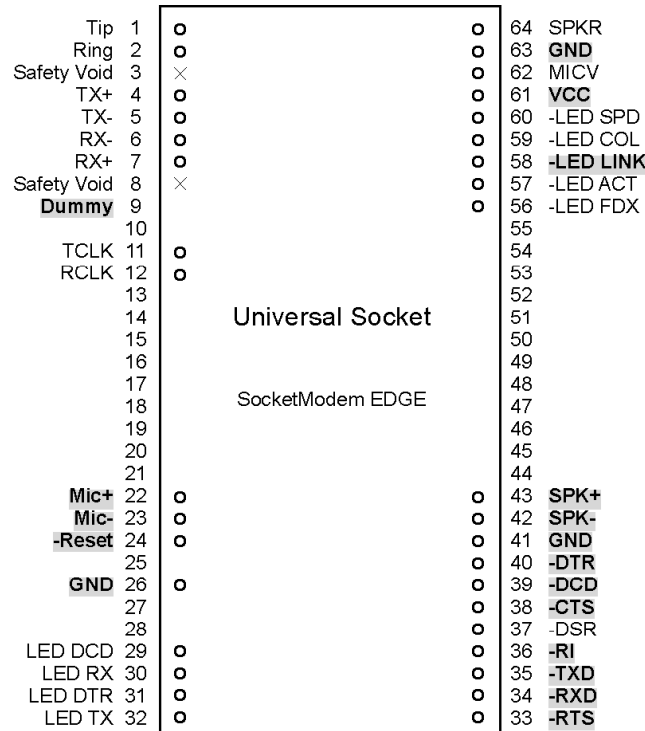 Tip 1 64 SPKR
Ring 2 63 GND
Safety Void 3 62 MICV
TX+ 4 61 VCC
TX- 5 60 -LED SPD
RX- 6 59 -LED COL
RX+ 7 58 -LED LINK
Safety Void 8 57 -LED ACT
Dummy 9 56 -LED FDX
10 55
TCLK 11 54
RCLK 12 53
13 52
14 Universal Socket 51
15 50
16 49
17 48
18 SocketModem EDGE 47
19 46
20 45
21 44
Mic+ 22 43 SPK+
Mic- 23 42 SPK-
-Reset 24 41 GND
25 40 -DTR
GND 26 39 -DCD
27 38 -CTS
28 37 -DSR
LED DCD 29 36 -RI
LED RX 30 35 -TXD
LED DTR 31 34 -RXD
LED TX 32 33 -RTS